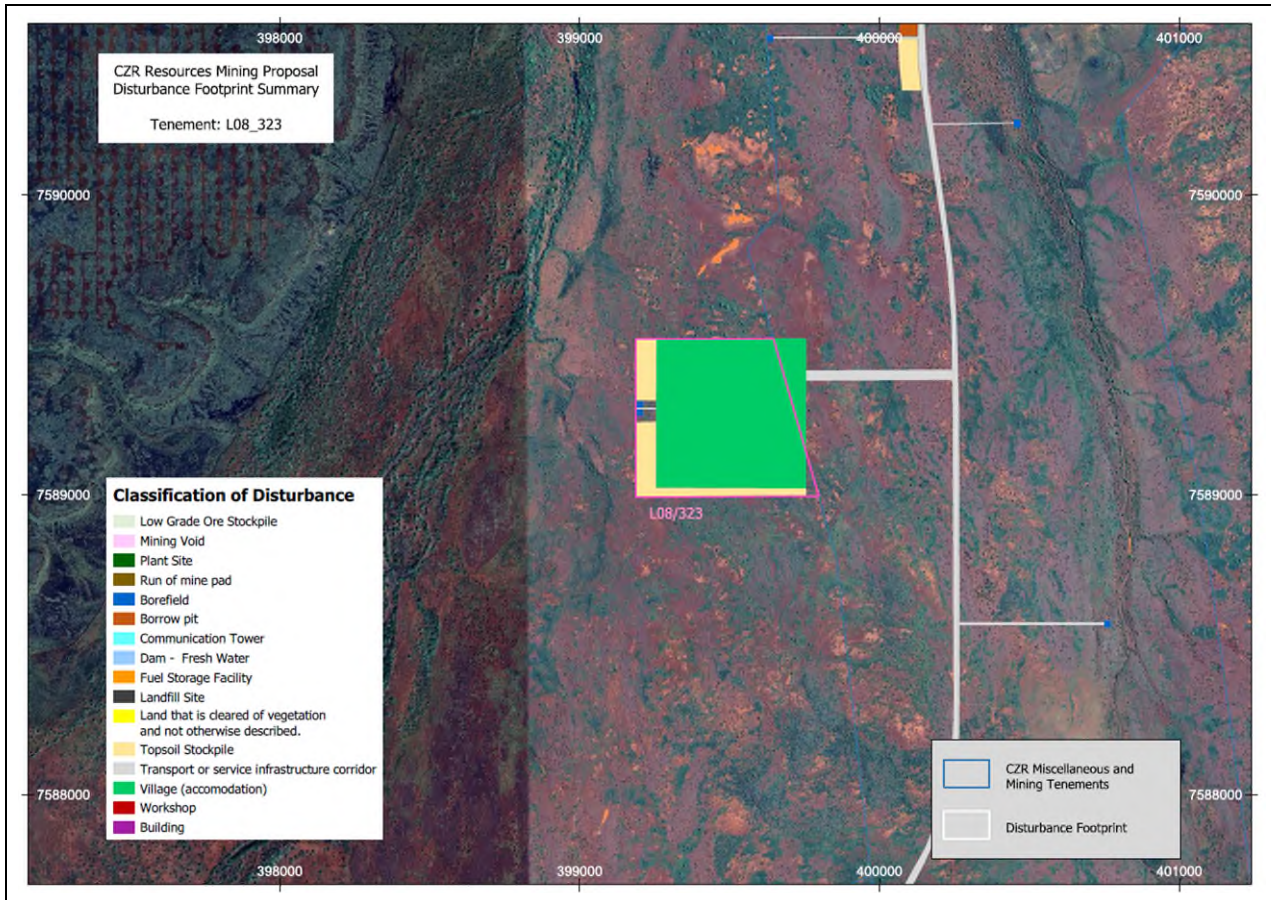 398000
399000
400000
401000
CZR Resources Mining Proposal
Disturbance Footprint Summary
Tenement: L08_323
7590000
7590000
7589000
7589000
L08/323
Classification of Disturbance
Low Grade Ore Stockpile
Mining Void
Plant Site
Run of mine pad
Borefield
Borrow pit
Communication Tower
Dam - Fresh Water
Fuel Storage Facility
Landfill Site
Land that is cleared of vegetation
and not otherwise described.
Topsoil Stockpile
Transport or service infrastructure corridor
Village (accomodation)
Workshop
Building
CZR Miscellaneous and
Mining Tenements
Disturbance Footprint
7588000
7588000
398000
399000
400000
401000